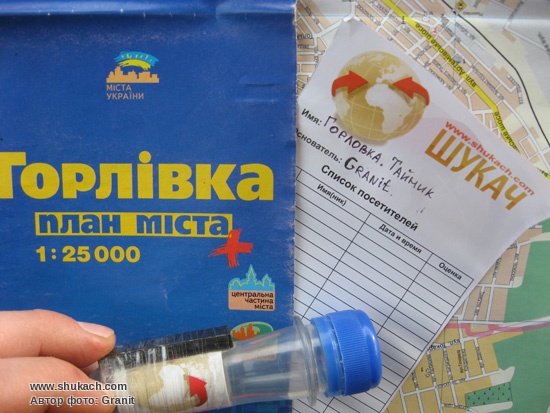 МІСТА
УКРАЇНИ
Горлівка
план міста
1:25 000
центральна
частина
міста
www.shukach.com
ШУКАЧ
Имя: ГОРЛОВКА. ТАЙНИК
Основатель: GRANIT.
Список посетителей
Имя(ник)
Дата и время
Оценка
www.shukach.com
Автор фото: Granit